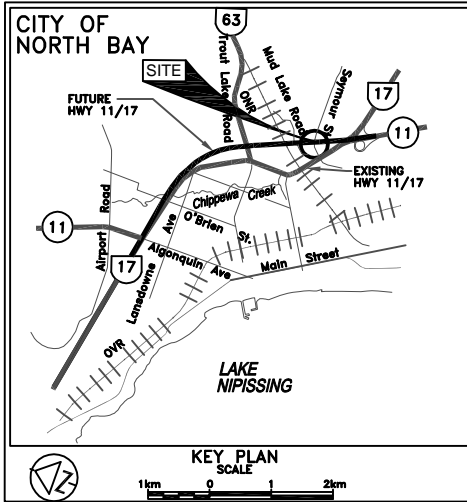 CITY OF
NORTH BAY
63
SITE
Trout Lake Road
ONR
Mud Lake Road
Seymour St.
17
FUTURE
HWY 11/17
11
EXISTING
HWY 11/17
Airport Road
Chippewa Creek
O'Brien St.
11
Lansdowne Ave
Algonquin Ave
Main Street
17
OVR
LAKE
NIPISSING
KEY PLAN
SCALE
N
1km 0 1 2km